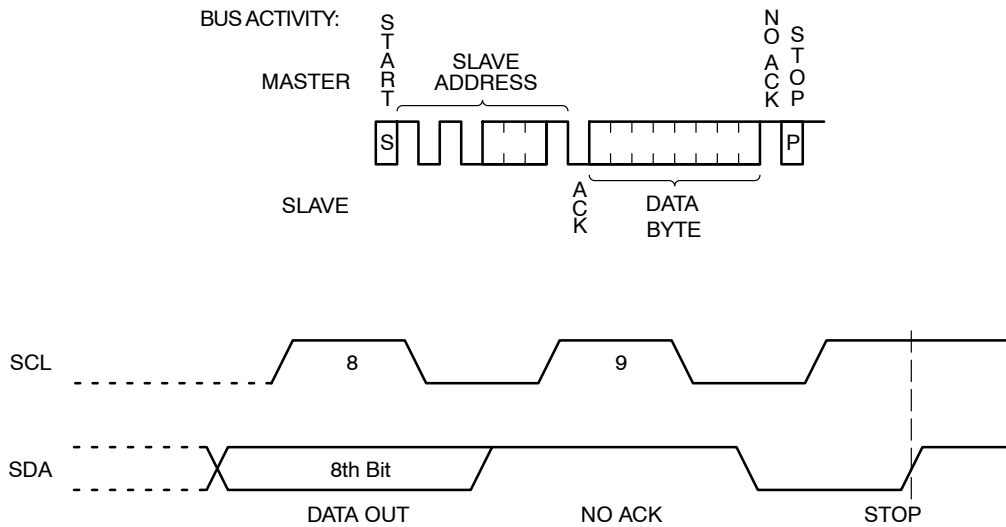 BUS ACTIVITY:
START
MASTER
SLAVE
ADDRESS
NO ACK
STOP
S
P
SLAVE
ACK
DATA
BYTE
SCL
8
9
SDA
8th Bit
DATA OUT
NO ACK
STOP